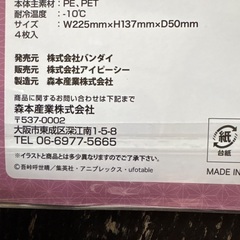 本体主素材：PE、PET
耐冷温度：-10℃
サイズ：W225mm×H137mm×D50mm
4枚入
発売元 株式会社バンダイ
販売元 株式会社アイピーシー
製造元 森本産業株式会社
商品に関するお問い合わせは下記まで
森本産業株式会社
〒537-0002
大阪市東成区深江南1-5-8
TEL 06-6977-5665
※イラストと商品とは多少異なりますのでご了承ください。
©吾峠呼世晴／集英社・アニプレックス・ufotable
紙
台紙